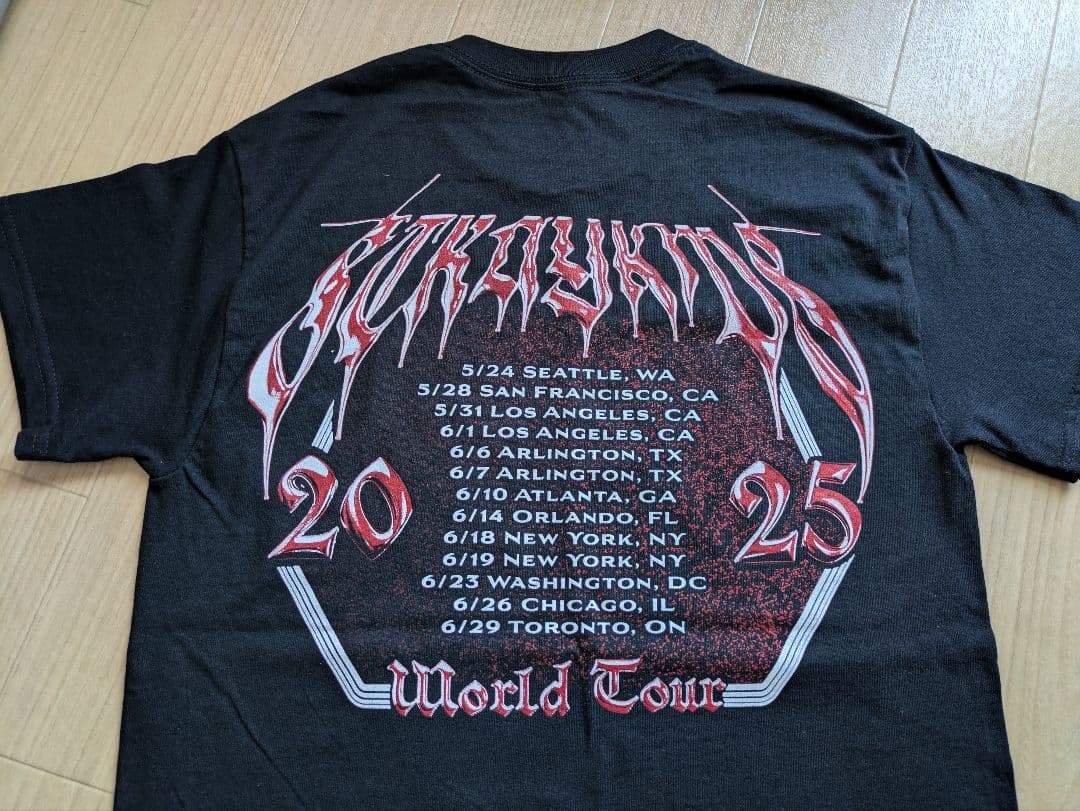 StrayKids
5/24 Seattle, WA
5/28 San Francisco, CA
5/31 Los Angeles, CA
6/1 Los Angeles, CA
6/6 Arlington, TX
6/7 Arlington, TX
6/10 Atlanta, GA
6/14 Orlando, FL
6/18 New York, NY
6/19 New York, NY
6/23 Washington, DC
6/26 Chicago, IL
6/29 Toronto, ON
20 25
World Tour